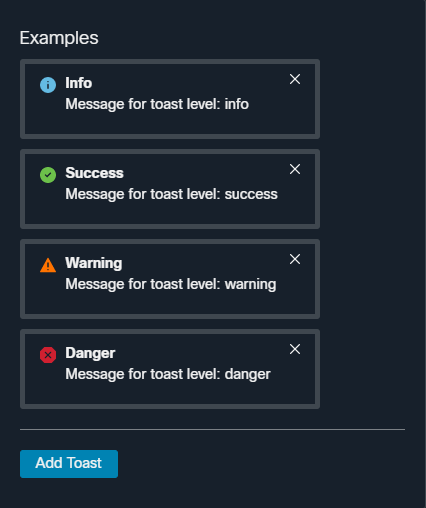 Examples
Info
Message for toast level: info
Success
Message for toast level: success
Warning
Message for toast level: warning
Danger
Message for toast level: danger
Add Toast